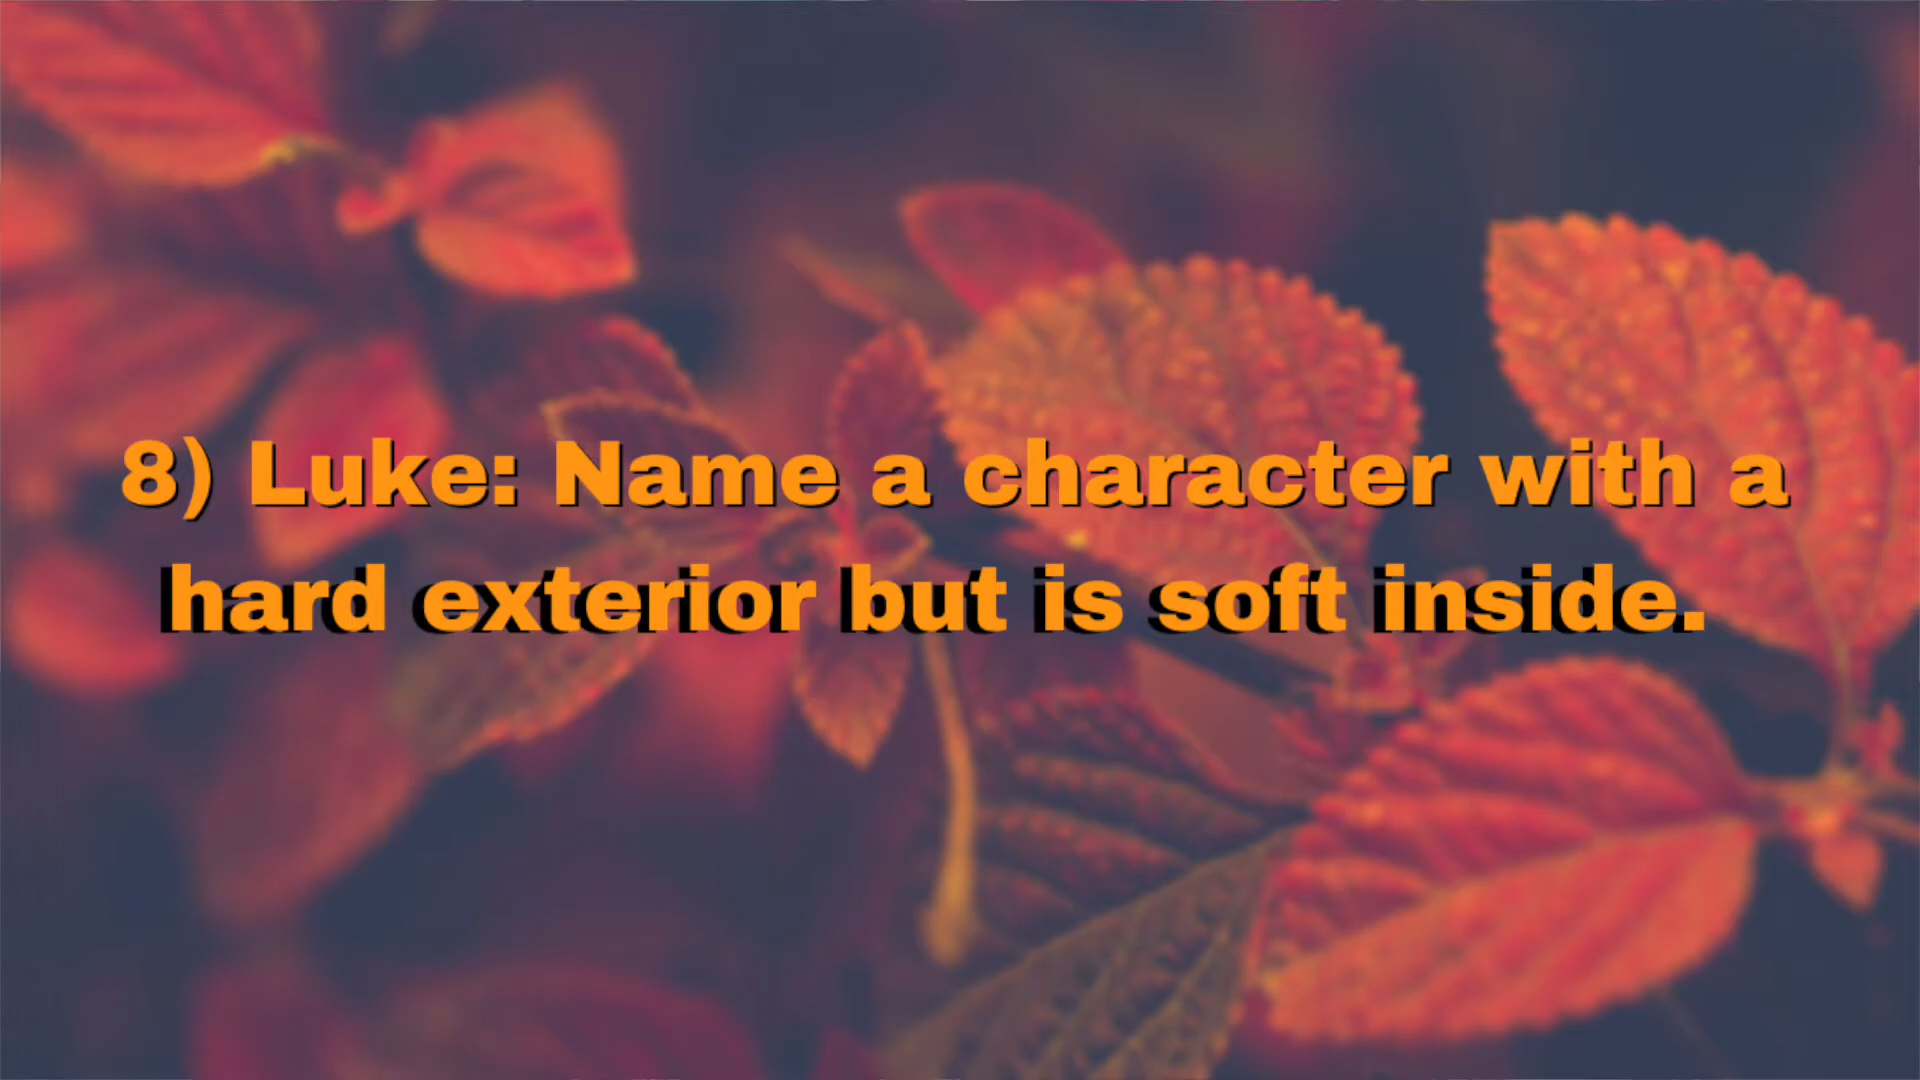 8) Luke: Name a character with a
hard exterior but is soft inside.